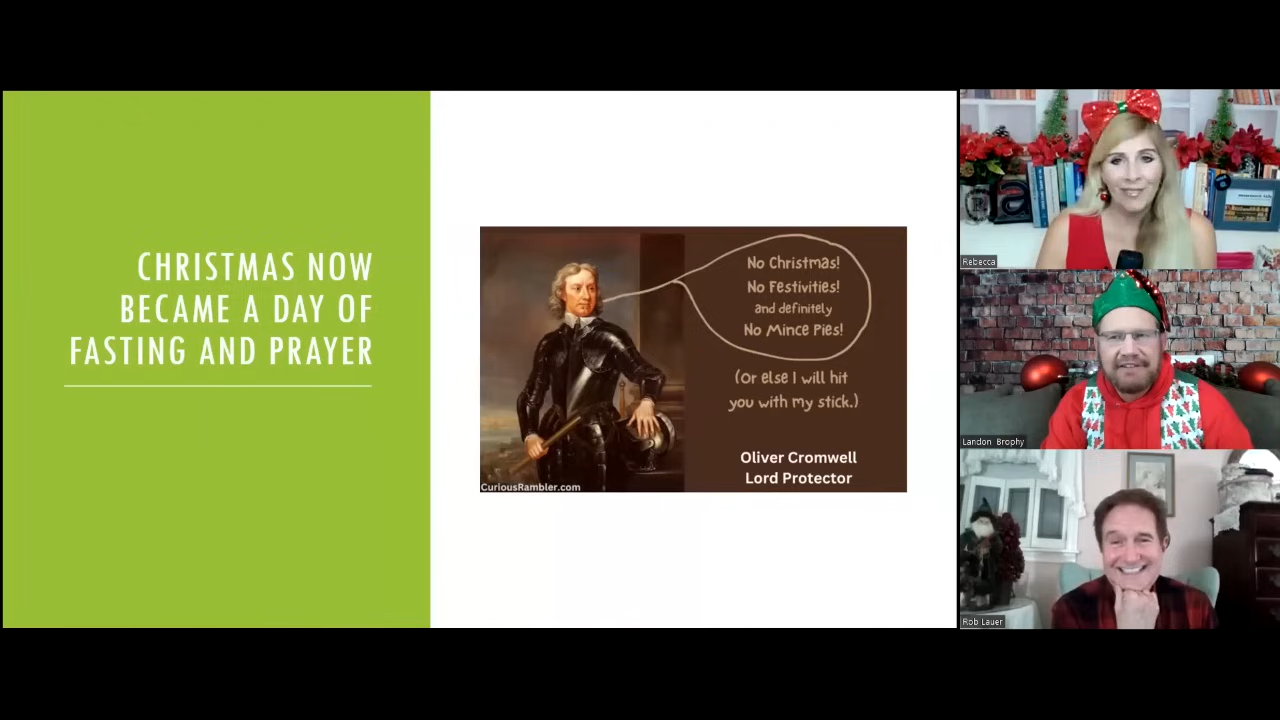 CHRISTMAS NOW
BECAME A DAY OF
FASTING AND PRAYER
No Christmas!
No Festivities!
and definitely
No Mince Pies!
(Or else I will hit
you with my stick.)
Oliver Cromwell
Lord Protector
CuriousRambler.com
Rebecca
Landon Brophy
Rob Lauer